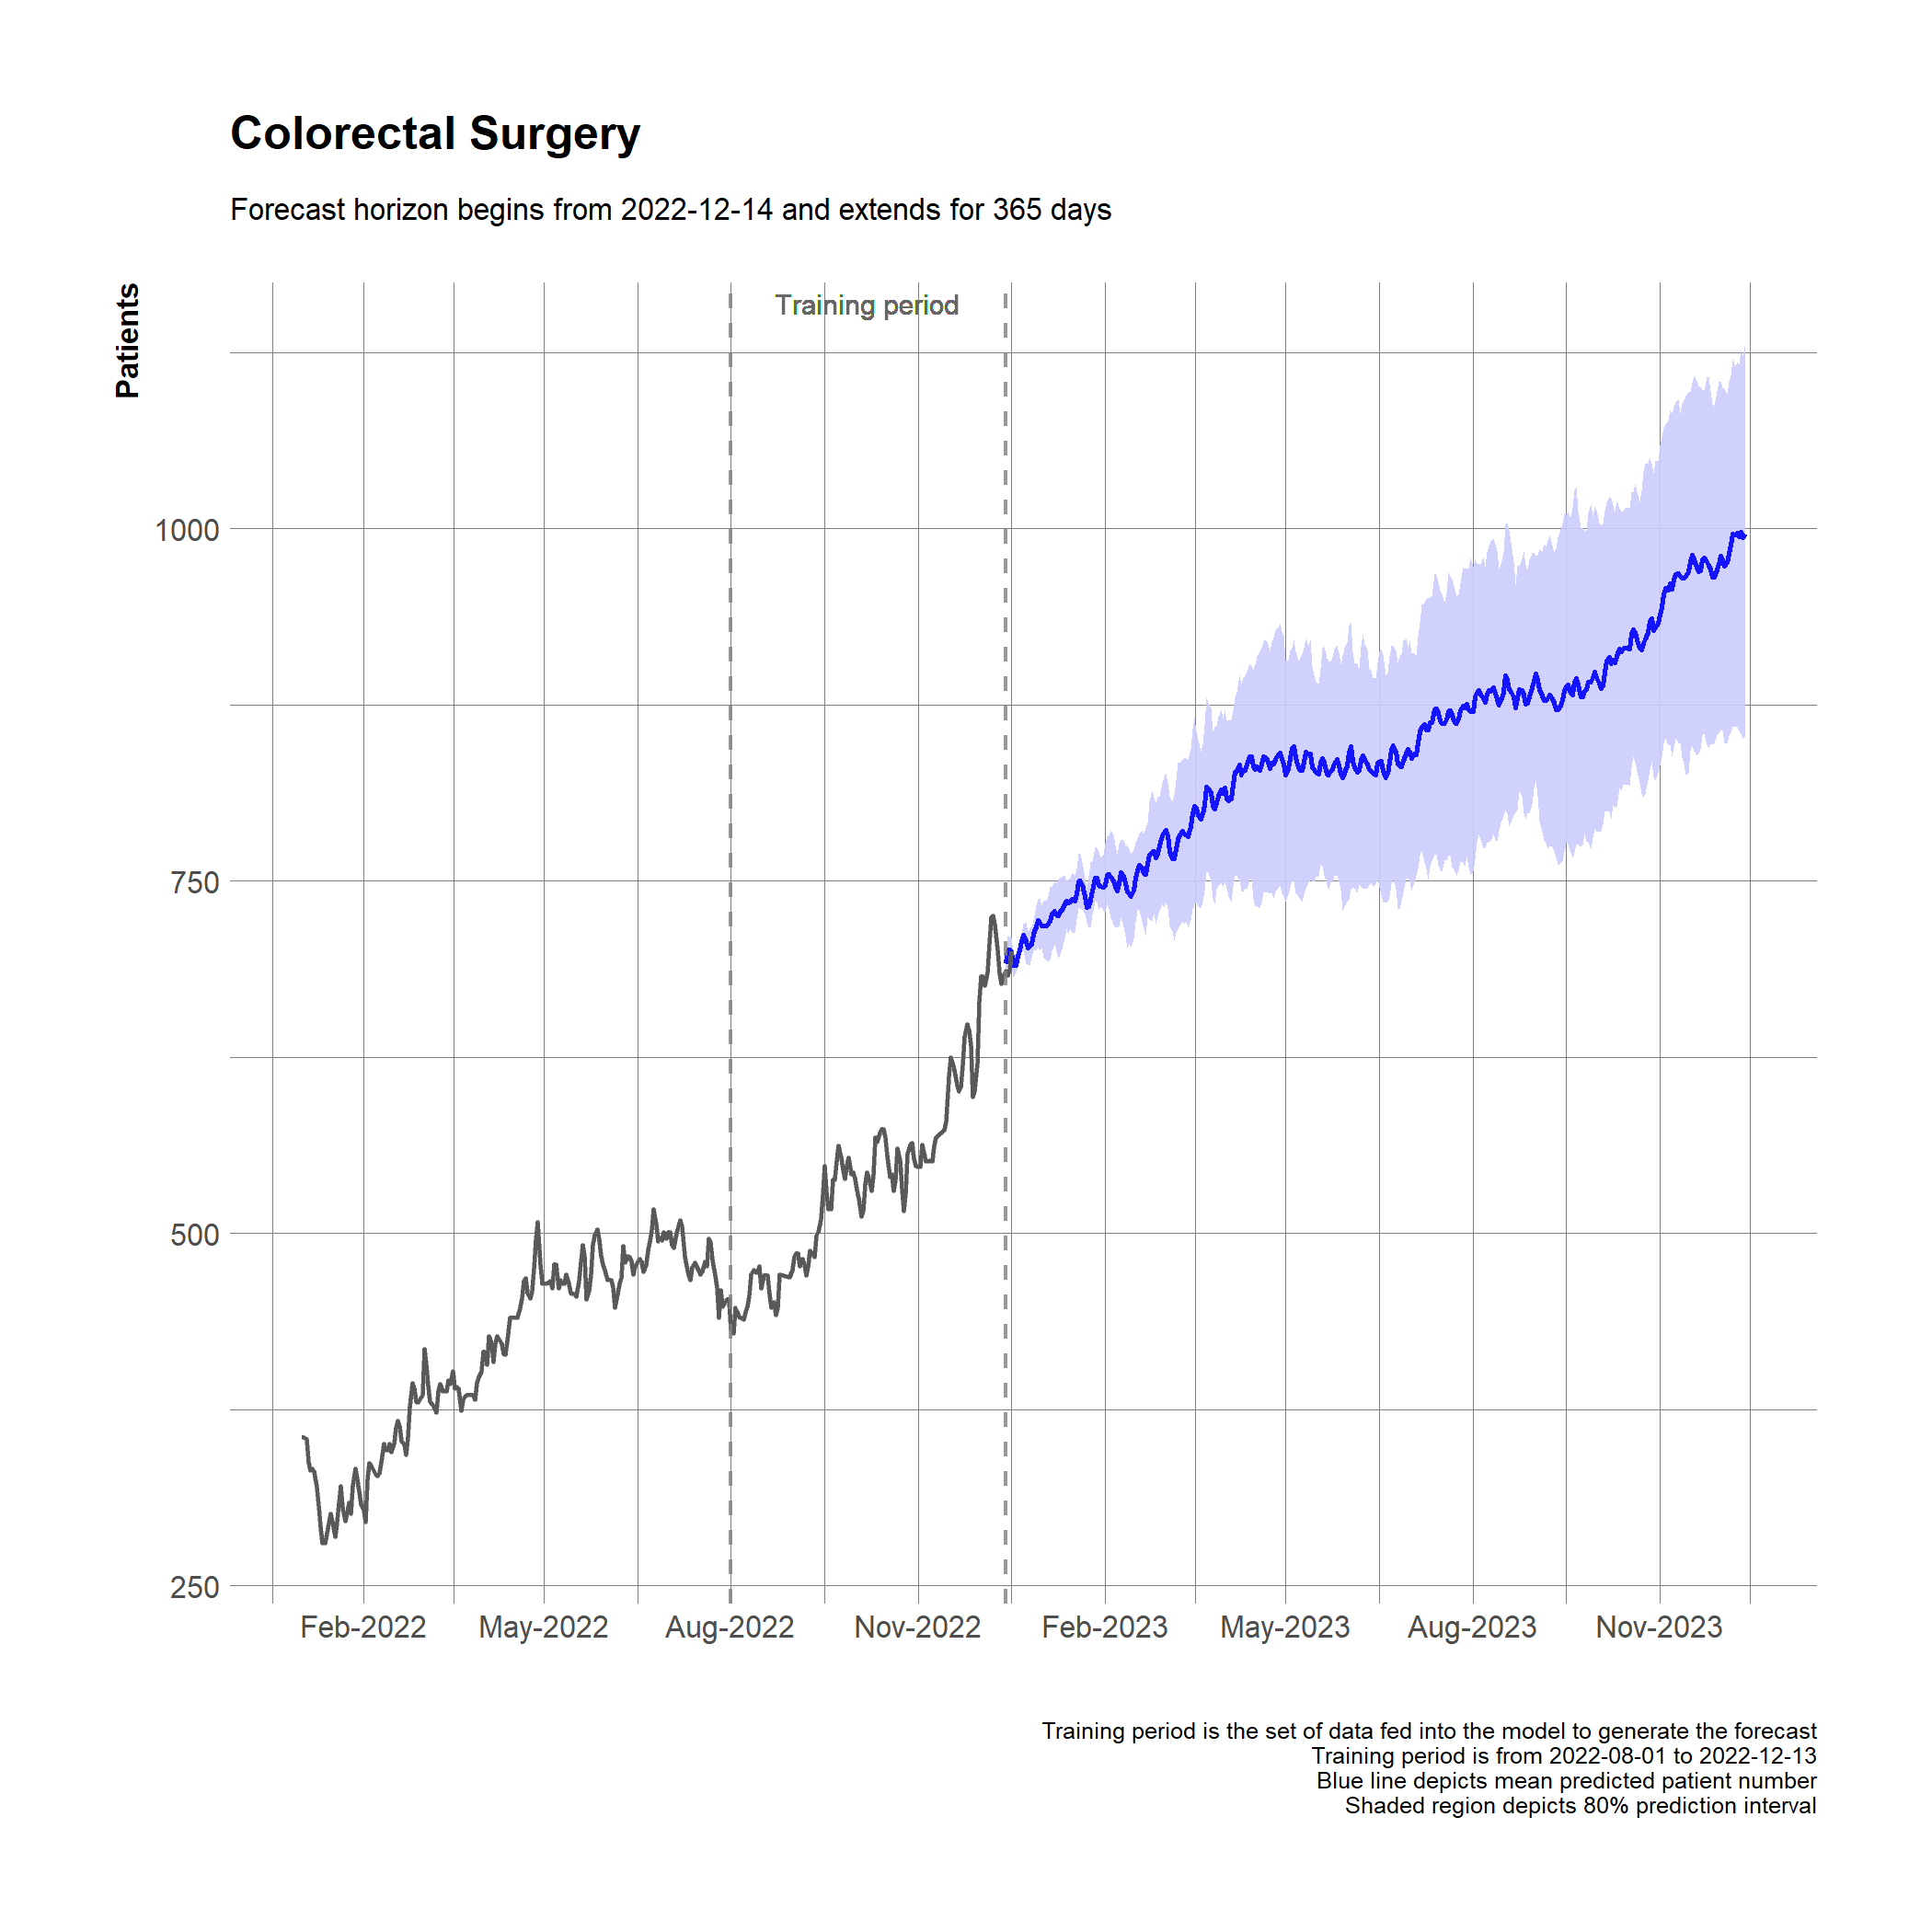 Colorectal Surgery
Forecast horizon begins from 2022-12-14 and extends for 365 days
Patients
Training period
1000
750
500
250
Feb-2022 May-2022 Aug-2022 Nov-2022 Feb-2023 May-2023 Aug-2023 Nov-2023
Training period is the set of data fed into the model to generate the forecast
Training period is from 2022-08-01 to 2022-12-13
Blue line depicts mean predicted patient number
Shaded region depicts 80% prediction interval